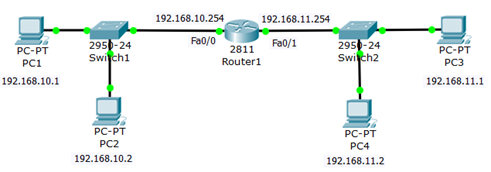 192.168.10.254
192.168.11.254
Fa0/0
Fa0/1
2950-24
Switch1
2811
Router1
2950-24
Switch2
PC-PT
PC1
192.168.10.1
PC-PT
PC3
192.168.11.1
PC-PT
PC2
192.168.10.2
PC-PT
PC4
192.168.11.2